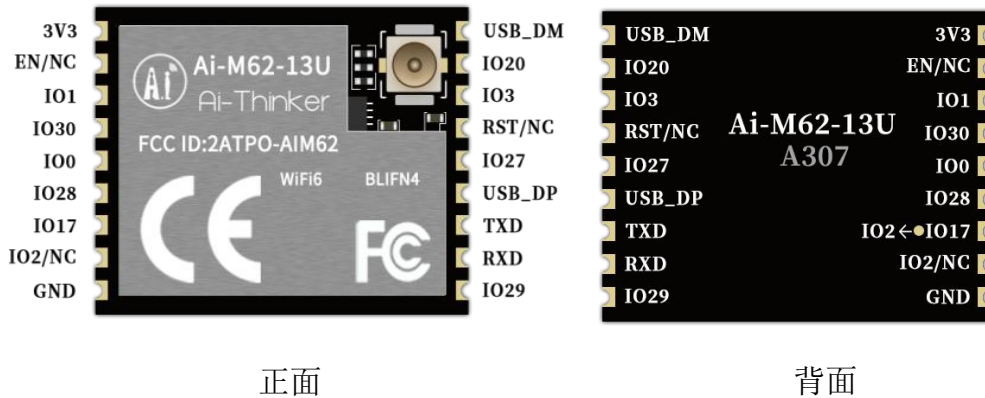 3V3
EN/NC
IO1
IO30
IO0
IO28
IO17
IO2/NC
GND
Ai
Ai-M62-13U
Ai-Thinker
FCC ID:2ATPO-AIM62
WiFi6
BLIFN4
CE
FC
USB_DM
IO20
IO3
RST/NC
IO27
USB_DP
TXD
RXD
IO29
正面
USB_DM
IO20
IO3
RST/NC
IO27
USB_DP
TXD
RXD
IO29
Ai-M62-13U
A307
3V3
EN/NC
IO1
IO30
IO0
IO28
IO2←●IO17
IO2/NC
GND
背面